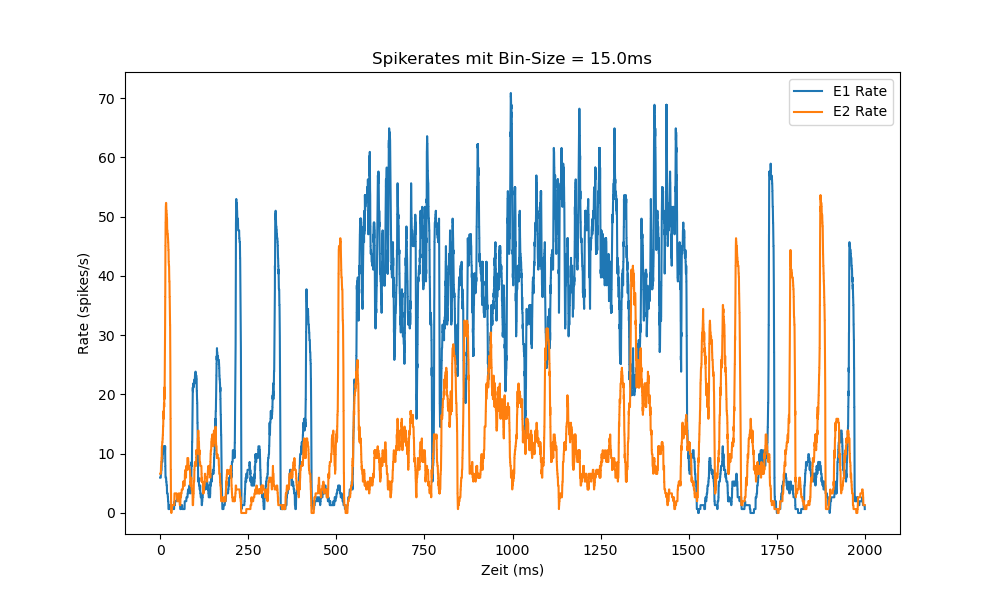 Spikerates mit Bin-Size = 15.0ms
E1 Rate
E2 Rate
Rate (spikes/s)
70
60
50
40
30
20
10
0
0 250 500 750 1000 1250 1500 1750 2000
Zeit (ms)